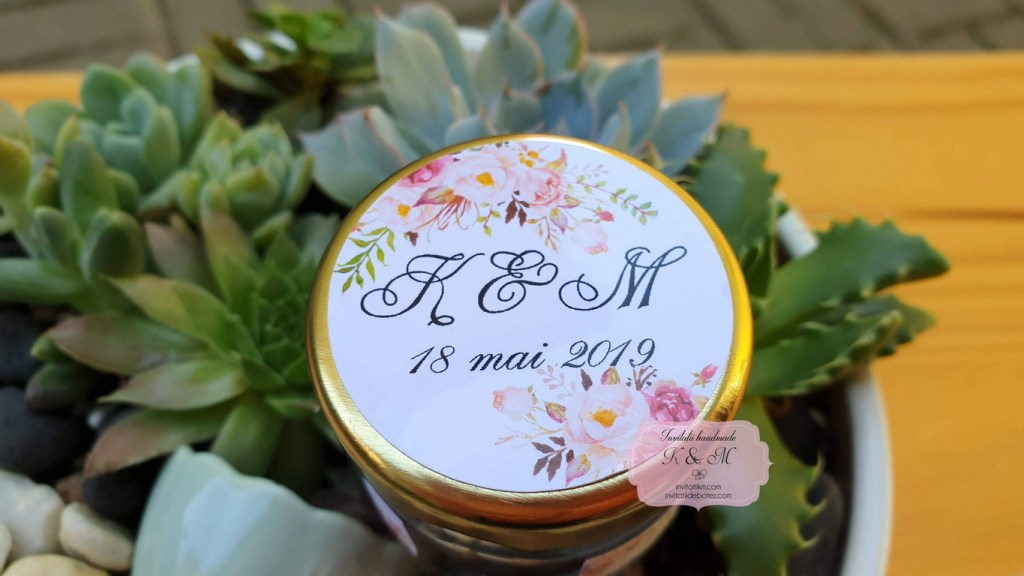 K & M
18 mai 2019
Invitatii handmade
K & M
invitatiikm.com
invitatiidebotez.com